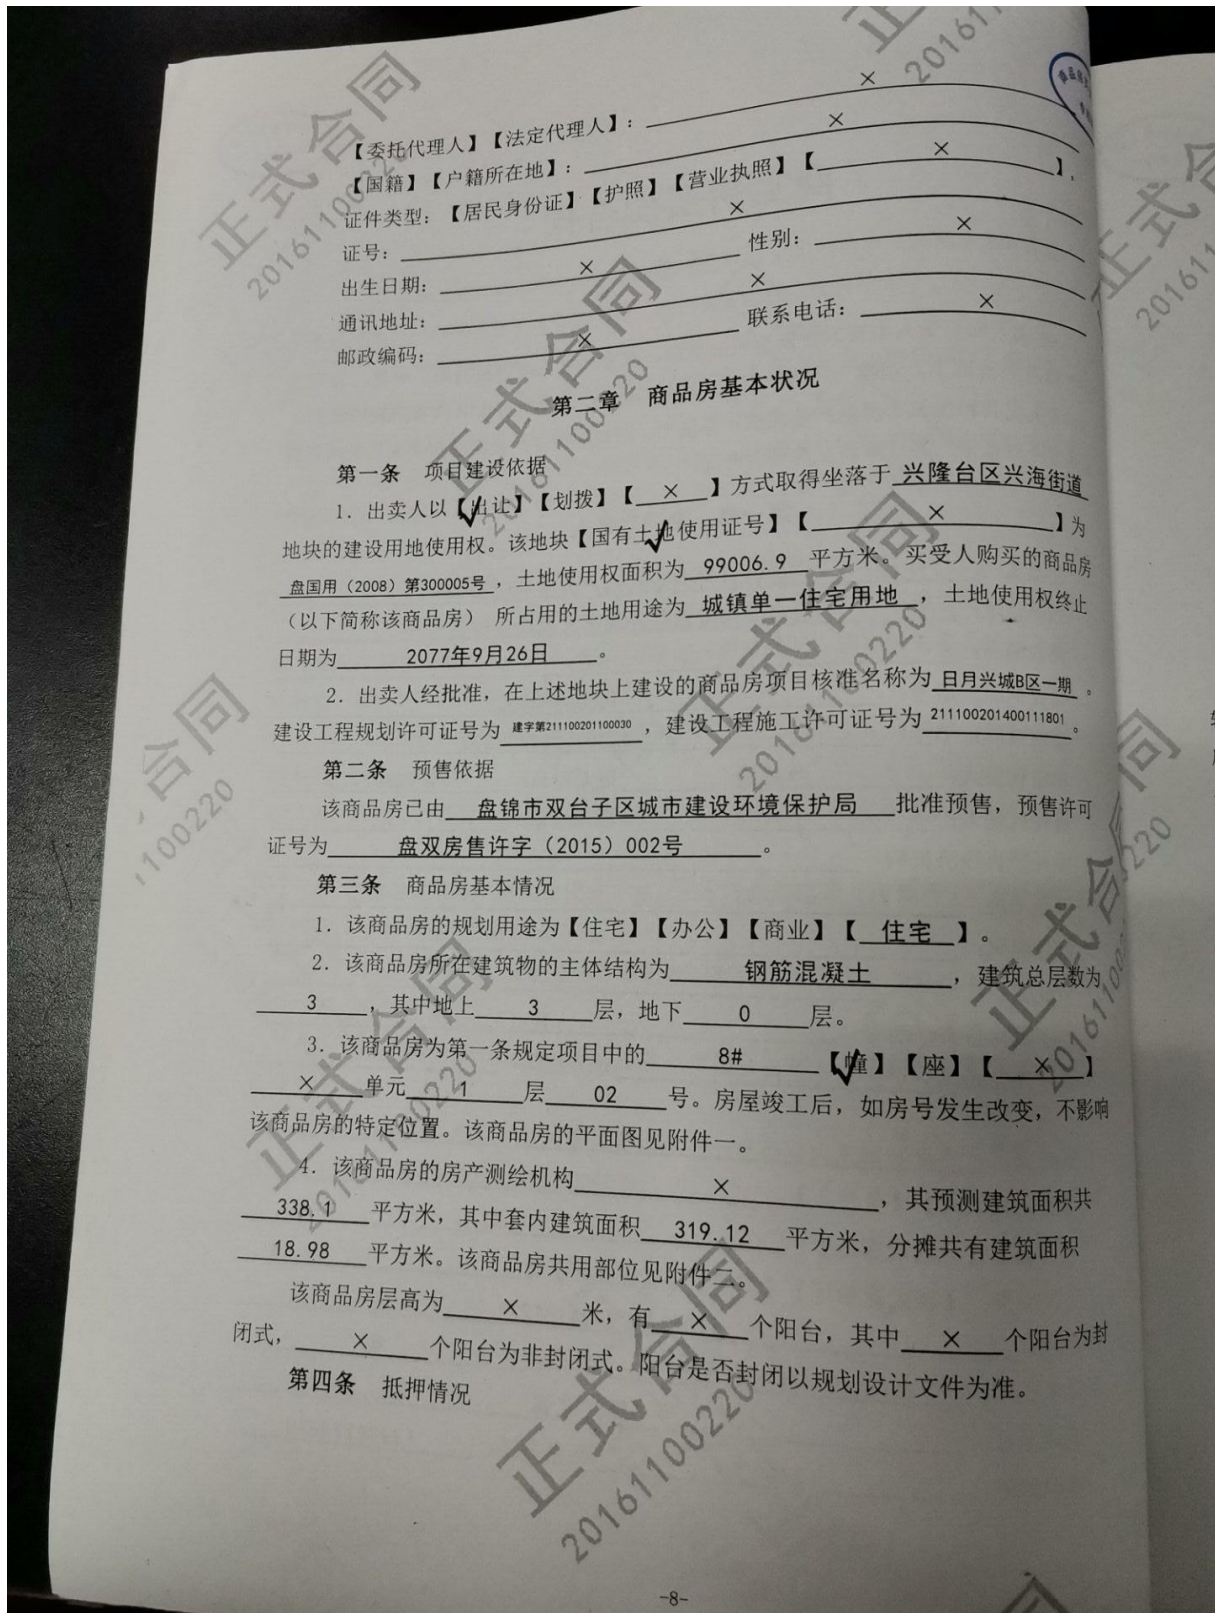 【委托代理人】【法定代理人】： ×
【国籍】【户籍所在地】： ×
证件类型：【居民身份证】【护照】【营业执照】【 × 】，
证号： ×
出生日期： × 性别： ×
通讯地址： ×
邮政编码： × 联系电话： ×
第二章 商品房基本状况
第一条 项目建设依据
1. 出卖人以【出让】【划拨】【 × 】方式取得坐落于 兴隆台区兴海街道
地块的建设用地使用权。该地块【国有土地使用证号】【 × 】为
盘国用（2008）第300005号 ，土地使用权面积为 99006.9 平方米。买受人购买的商品房
（以下简称该商品房） 所占用的土地用途为 城镇单一住宅用地 ，土地使用权终止
日期为 2077年9月26日 。
2. 出卖人经批准，在上述地块上建设的商品房项目核准名称为 日月兴城B区一期 。
建设工程规划许可证号为 建字第211100201100030 ，建设工程施工许可证号为 211100201400111801 。
第二条 预售依据
该商品房已由 盘锦市双台子区城市建设环境保护局 批准预售，预售许可
证号为 盘双房售许字（2015）002号 。
第三条 商品房基本情况
1. 该商品房的规划用途为【住宅】【办公】【商业】【 住宅 】。
2. 该商品房所在建筑物的主体结构为 钢筋混凝土 ，建筑总层数为
3 ，其中地上 3 层，地下 0 层。
3. 该商品房为第一条规定项目中的 8# 【幢】【座】【 × 】
× 单元 1 层 02 号。房屋竣工后，如房号发生改变，不影响
该商品房的特定位置。该商品房的平面图见附件一。
4. 该商品房的房产测绘机构 × ，其预测建筑面积共
338.1 平方米，其中套内建筑面积 319.12 平方米，分摊共有建筑面积
18.98 平方米。该商品房共用部位见附件二。
该商品房层高为 × 米，有 × 个阳台，其中 × 个阳台为封
闭式， × 个阳台为非封闭式。阳台是否封闭以规划设计文件为准。
第四条 抵押情况
-8-
正式合同
201611100220